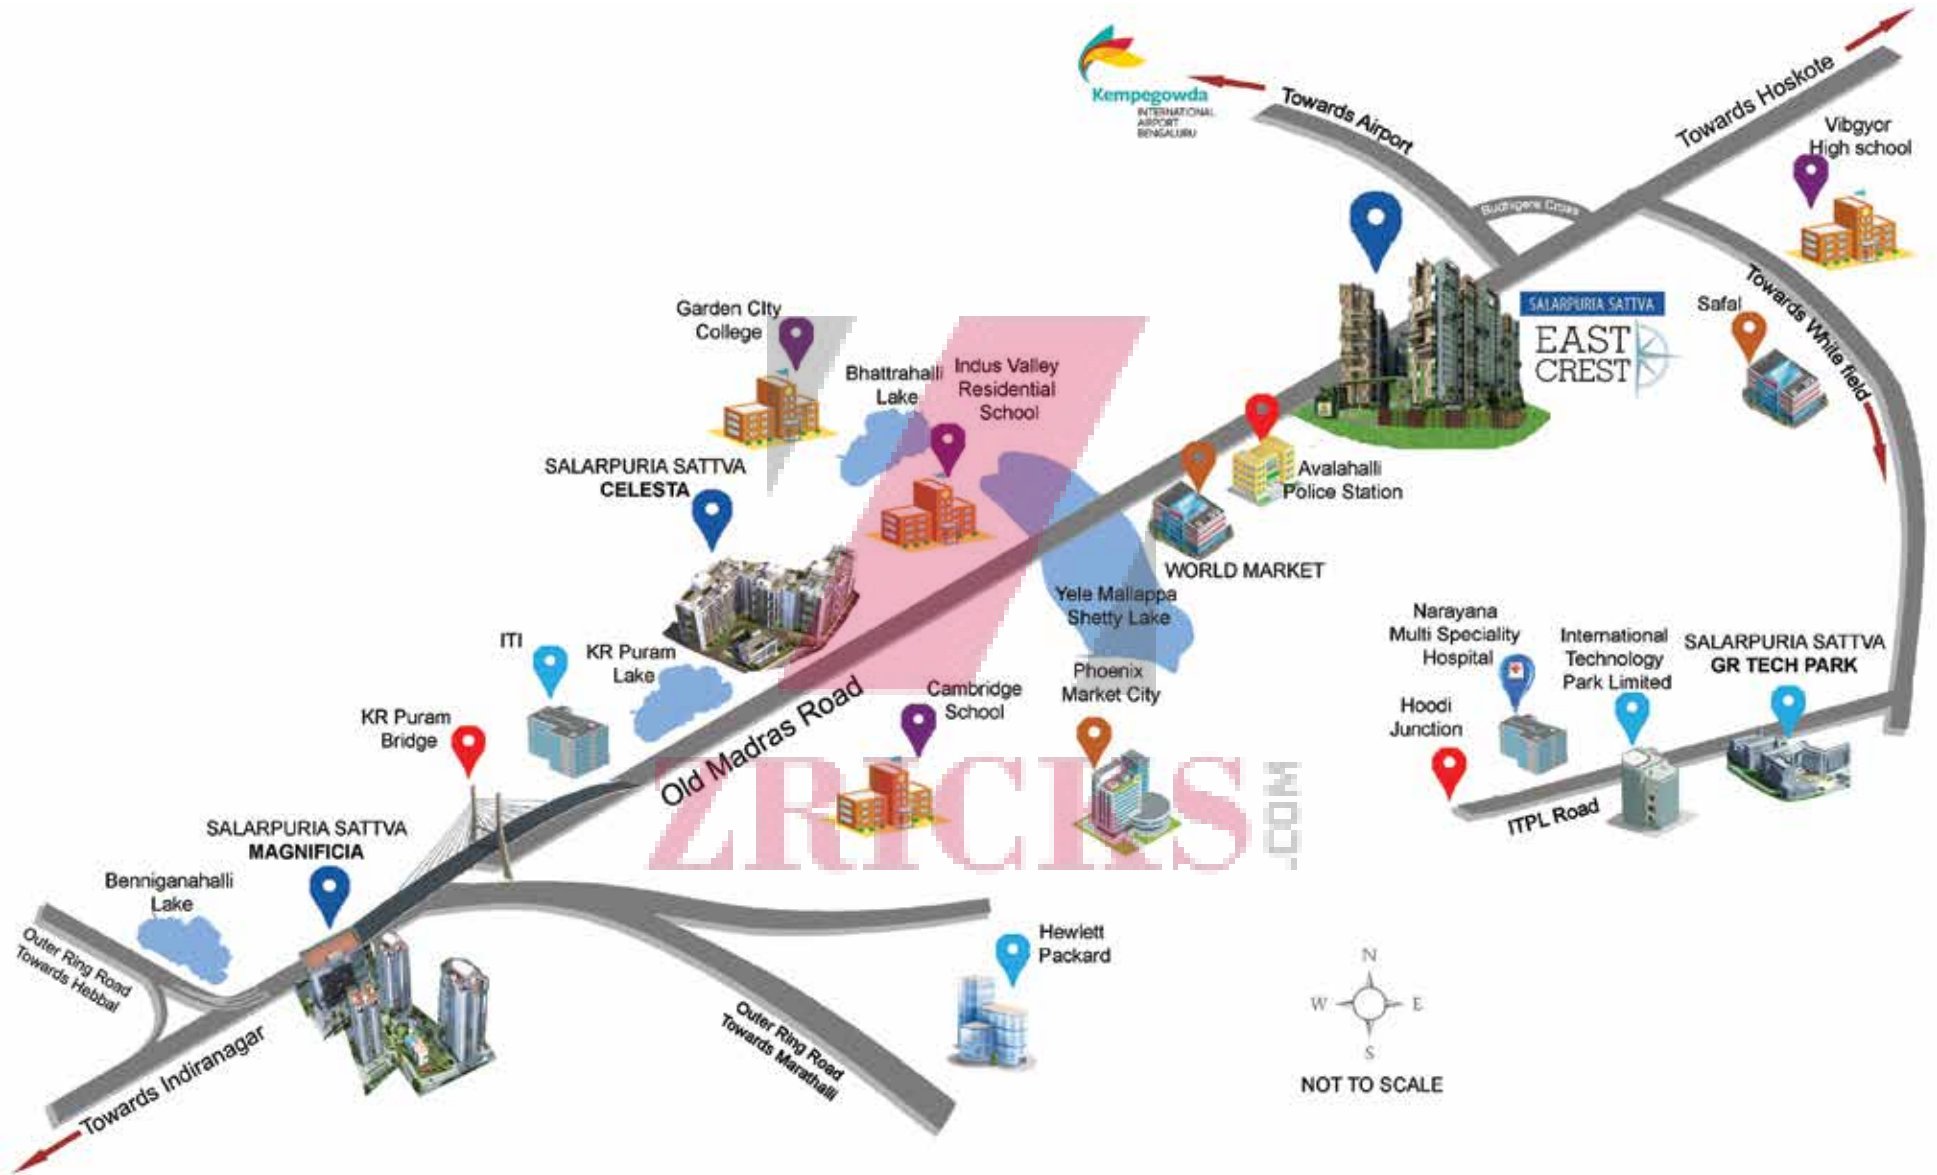 Kempegowda
INTERNATIONAL
AIRPORT
BENGALURU
Towards Airport
Towards Hoskote
Vibgyor
High school
Budhigere Cross
SALARPURIA SATTVA
EAST
CREST
Safal
Towards White field
Garden CIty
College
Bhattrahalli
Lake
Indus Valley
Residential
School
SALARPURIA SATTVA
CELESTA
Avalahalli
Police Station
WORLD MARKET
Yele Mallappa
Shetty Lake
ITI
KR Puram
Lake
KR Puram
Bridge
Old Madras Road
Cambridge
School
Phoenix
Market City
Narayana
Multi Speciality
Hospital
International
Technology
Park Limited
SALARPURIA SATTVA
GR TECH PARK
Hoodi
Junction
ITPL Road
SALARPURIA SATTVA
MAGNIFICIA
Benniganahalli
Lake
Outer Ring Road
Towards Hebbal
Towards Indiranagar
Hewlett
Packard
Outer Ring Road
Towards Marathalli
N
W
E
S
NOT TO SCALE
ZRICKS
.COM